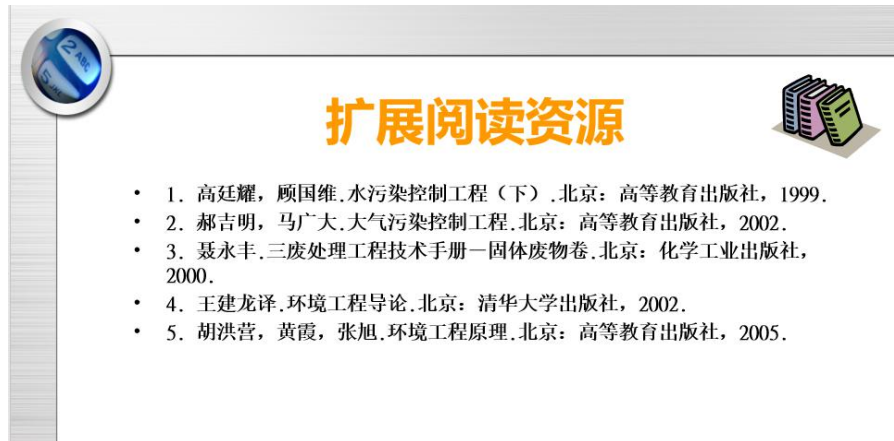 扩展阅读资源
• 1. 高廷耀，顾国维.水污染控制工程（下）.北京：高等教育出版社，1999.
• 2. 郝吉明，马广大.大气污染控制工程.北京：高等教育出版社，2002.
• 3. 聂永丰.三废处理工程技术手册—固体废物卷.北京：化学工业出版社，
2000.
• 4. 王建龙译.环境工程导论.北京：清华大学出版社，2002.
• 5. 胡洪营，黄霞，张旭.环境工程原理.北京：高等教育出版社，2005.
2 ABC
5 JKL